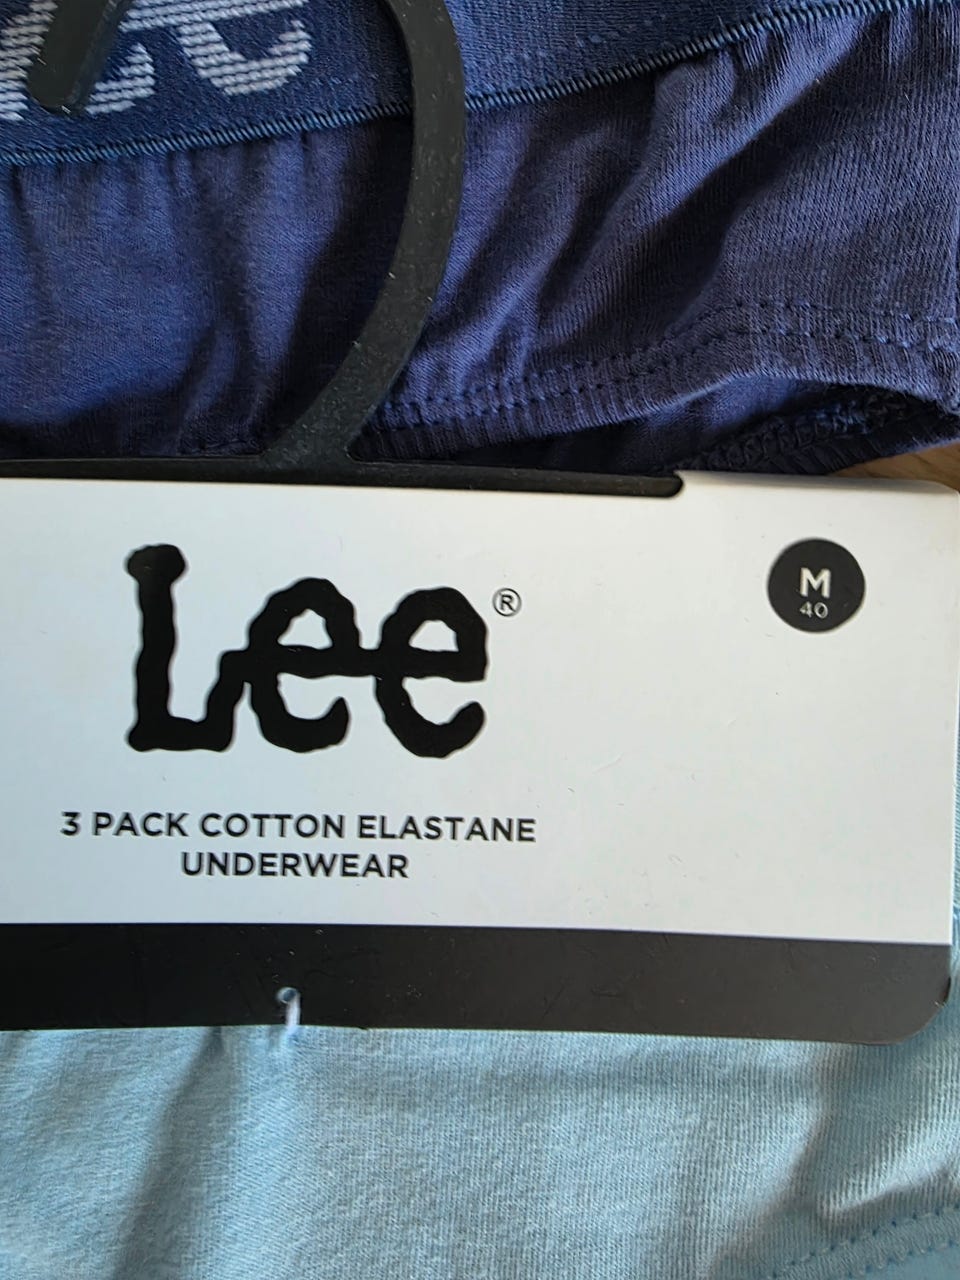 Lee®
M
40
3 PACK COTTON ELASTANE
UNDERWEAR